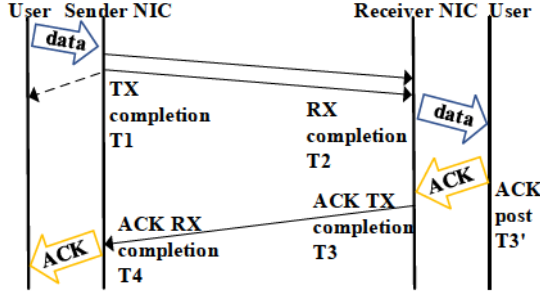 User Sender NIC Receiver NIC User
data
TX
completion
T1
RX
completion
T2
data
ACK
ACK
post
T3'
ACK TX
completion
T3
ACK RX
completion
T4
ACK